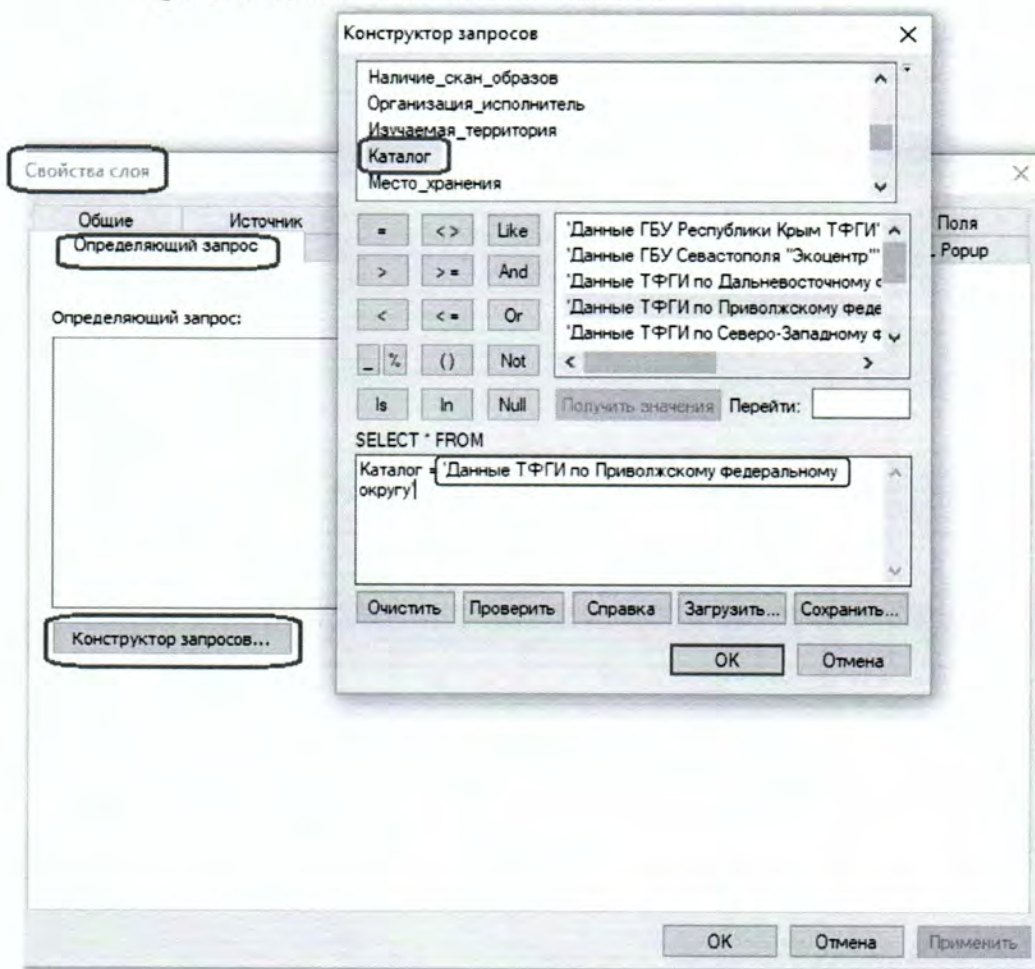 Конструктор запросов
Наличие_скан_образов
Организация_исполнитель
Изучаемая_территория
Каталог
Место_хранения
Свойства слоя
Общие
Источник
Поля
Определяющий запрос
Popup
Определяющий запрос:
= <> Like
> >= And
< <= Or
_ % () Not
Is In Null
'Данные ГБУ Республики Крым ТФГИ'
'Данные ГБУ Севастополя "Экоцентр"'
'Данные ТФГИ по Дальневосточному
'Данные ТФГИ по Приволжскому феде
'Данные ТФГИ по Северо-Западному ф
Получить значения Перейти:
SELECT * FROM
Каталог = 'Данные ТФГИ по Приволжскому федеральному
округу'
Очистить Проверить Справка Загрузить... Сохранить...
OK Отмена
Конструктор запросов...
OK Отмена Применить